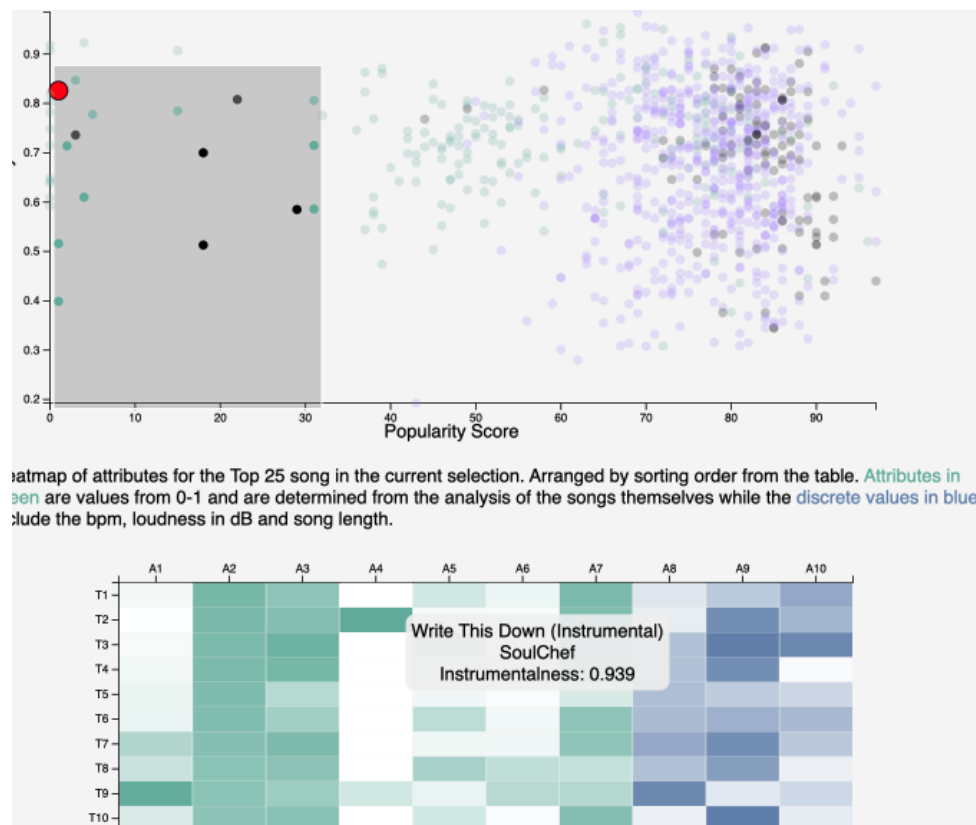 0.9
0.8
0.7
0.6
0.5
0.4
0.3
0.2
0 10 20 30 40 50 60 70 80 90
Popularity Score
eatmap of attributes for the Top 25 song in the current selection. Arranged by sorting order from the table. Attributes in
een are values from 0-1 and are determined from the analysis of the songs themselves while the discrete values in blue
clude the bpm, loudness in dB and song length.
A1 A2 A3 A4 A5 A6 A7 A8 A9 A10
T1
T2
Write This Down (Instrumental)
T3
SoulChef
T4
Instrumentalness: 0.939
T5
T6
T7
T8
T9
T10